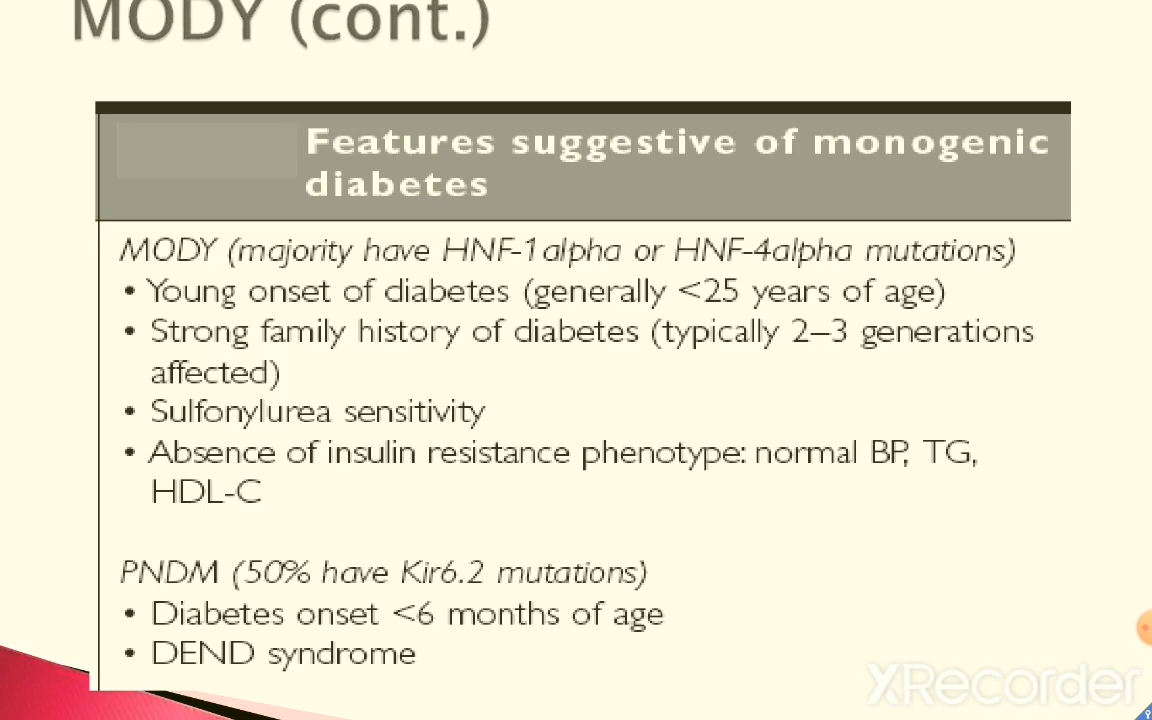 MODY (cont.)
Features suggestive of monogenic
diabetes
MODY (majority have HNF-1alpha or HNF-4alpha mutations)
• Young onset of diabetes (generally <25 years of age)
• Strong family history of diabetes (typically 2–3 generations
affected)
• Sulfonylurea sensitivity
• Absence of insulin resistance phenotype: normal BP, TG,
HDL-C
PNDM (50% have Kir6.2 mutations)
• Diabetes onset <6 months of age
• DEND syndrome
XRecorder